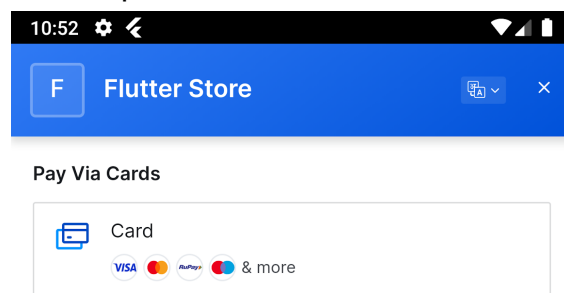 10:52
F Flutter Store
Pay Via Cards
Card
VISA RuPay & more